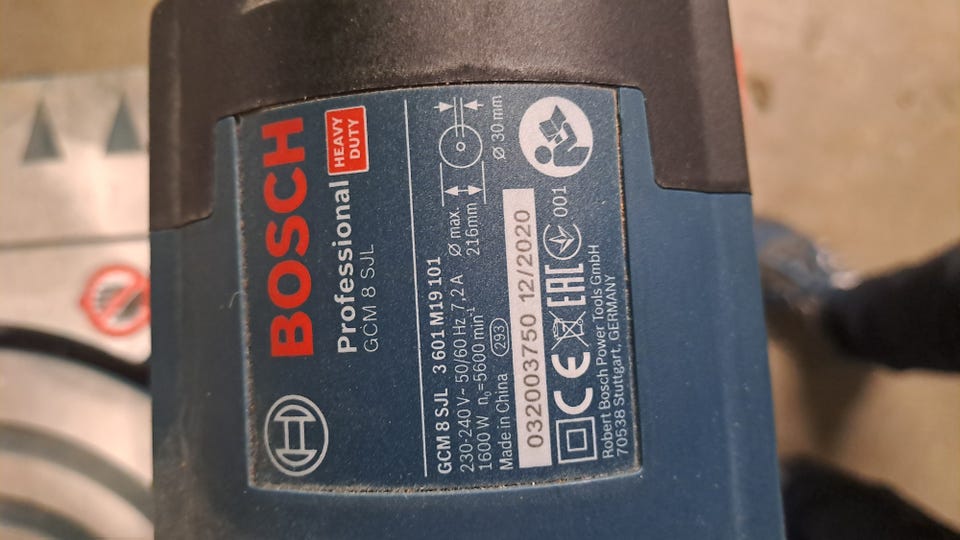 BOSCH
Professional HEAVY DUTY
GCM 8 SJL
GCM 8 SJL 3 601 M19 101
230-240 V~ 50/60 Hz 7,2 A
1600 W n₀=5600 min⁻¹
Made in China 293
Ø max.
216mm
Ø 30 mm
032003750 12/2020
CE EAC 001
Robert Bosch Power Tools GmbH
70538 Stuttgart, GERMANY